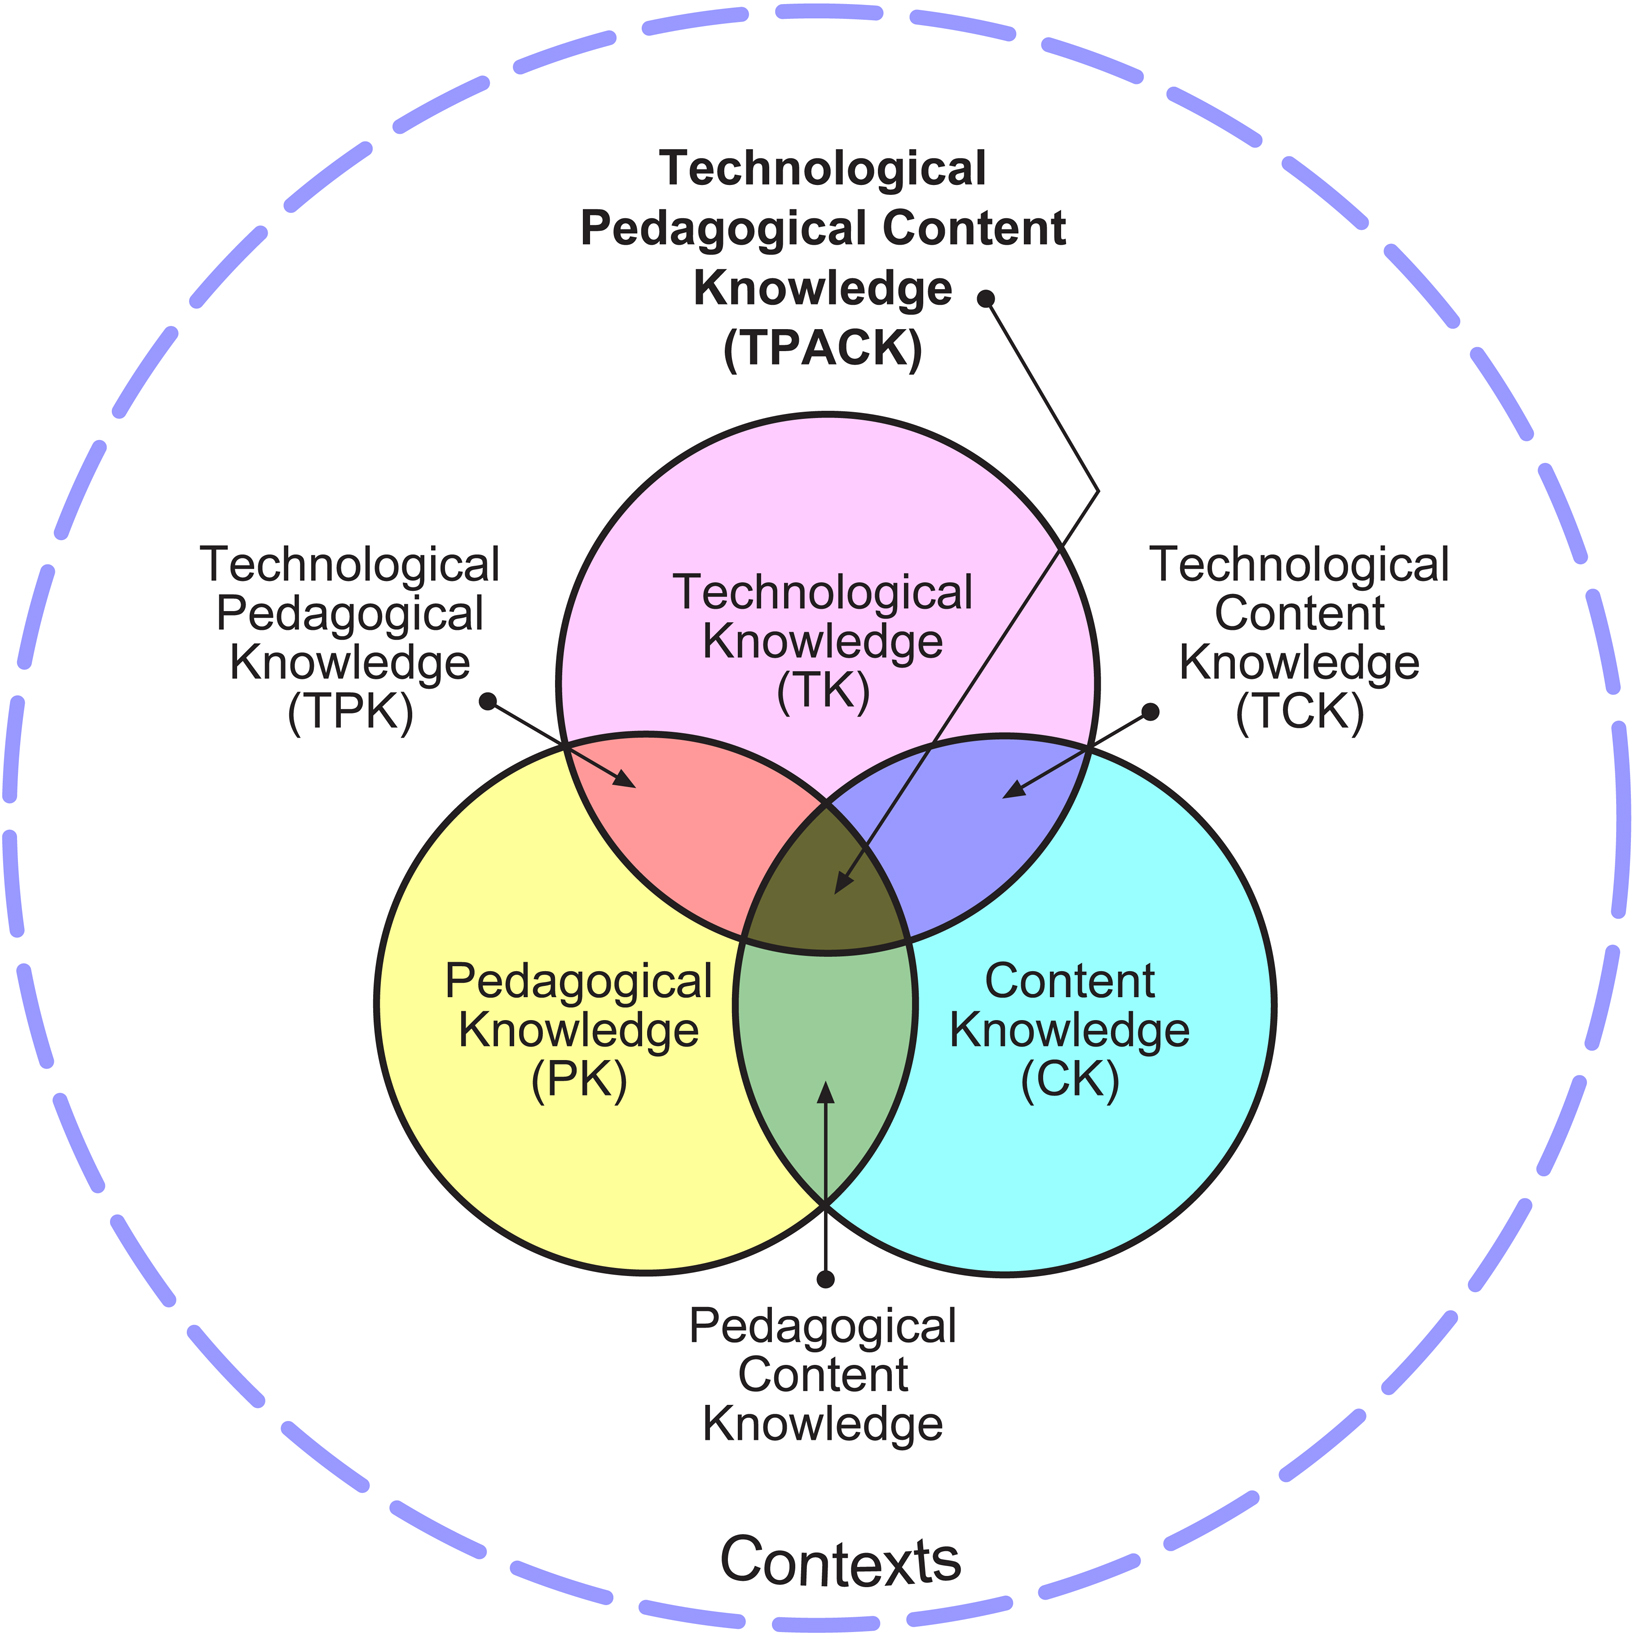 Technological
Pedagogical Content
Knowledge
(TPACK)
Technological
Pedagogical
Knowledge
(TPK)
Technological
Knowledge
(TK)
Technological
Content
Knowledge
(TCK)
Pedagogical
Knowledge
(PK)
Content
Knowledge
(CK)
Pedagogical
Content
Knowledge
Contexts